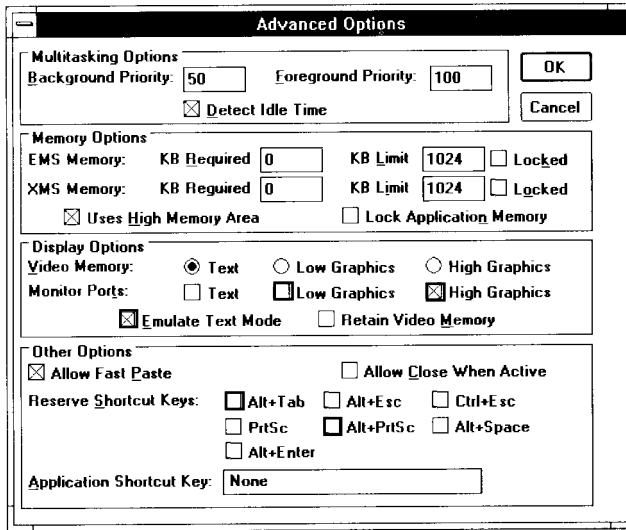 Advanced Options
Multitasking Options
Background Priority: 50 Foreground Priority: 100 OK
Detect Idle Time Cancel
Memory Options
EMS Memory: KB Required 0 KB Limit 1024 Locked
XMS Memory: KB Reguired 0 KB Limit 1024 Locked
Uses High Memory Area Lock Application Memory
Display Options
Video Memory: Text Low Graphics High Graphics
Monitor Ports: Text Low Graphics High Graphics
Emulate Text Mode Retain Video Memory
Other Options
Allow Fast Paste Allow Close When Active
Reserve Shortcut Keys: Alt+Tab Alt+Esc Ctrl+Esc
PrtSc Alt+PrtSc Alt+Space
Alt+Enter
Application Shortcut Key: None